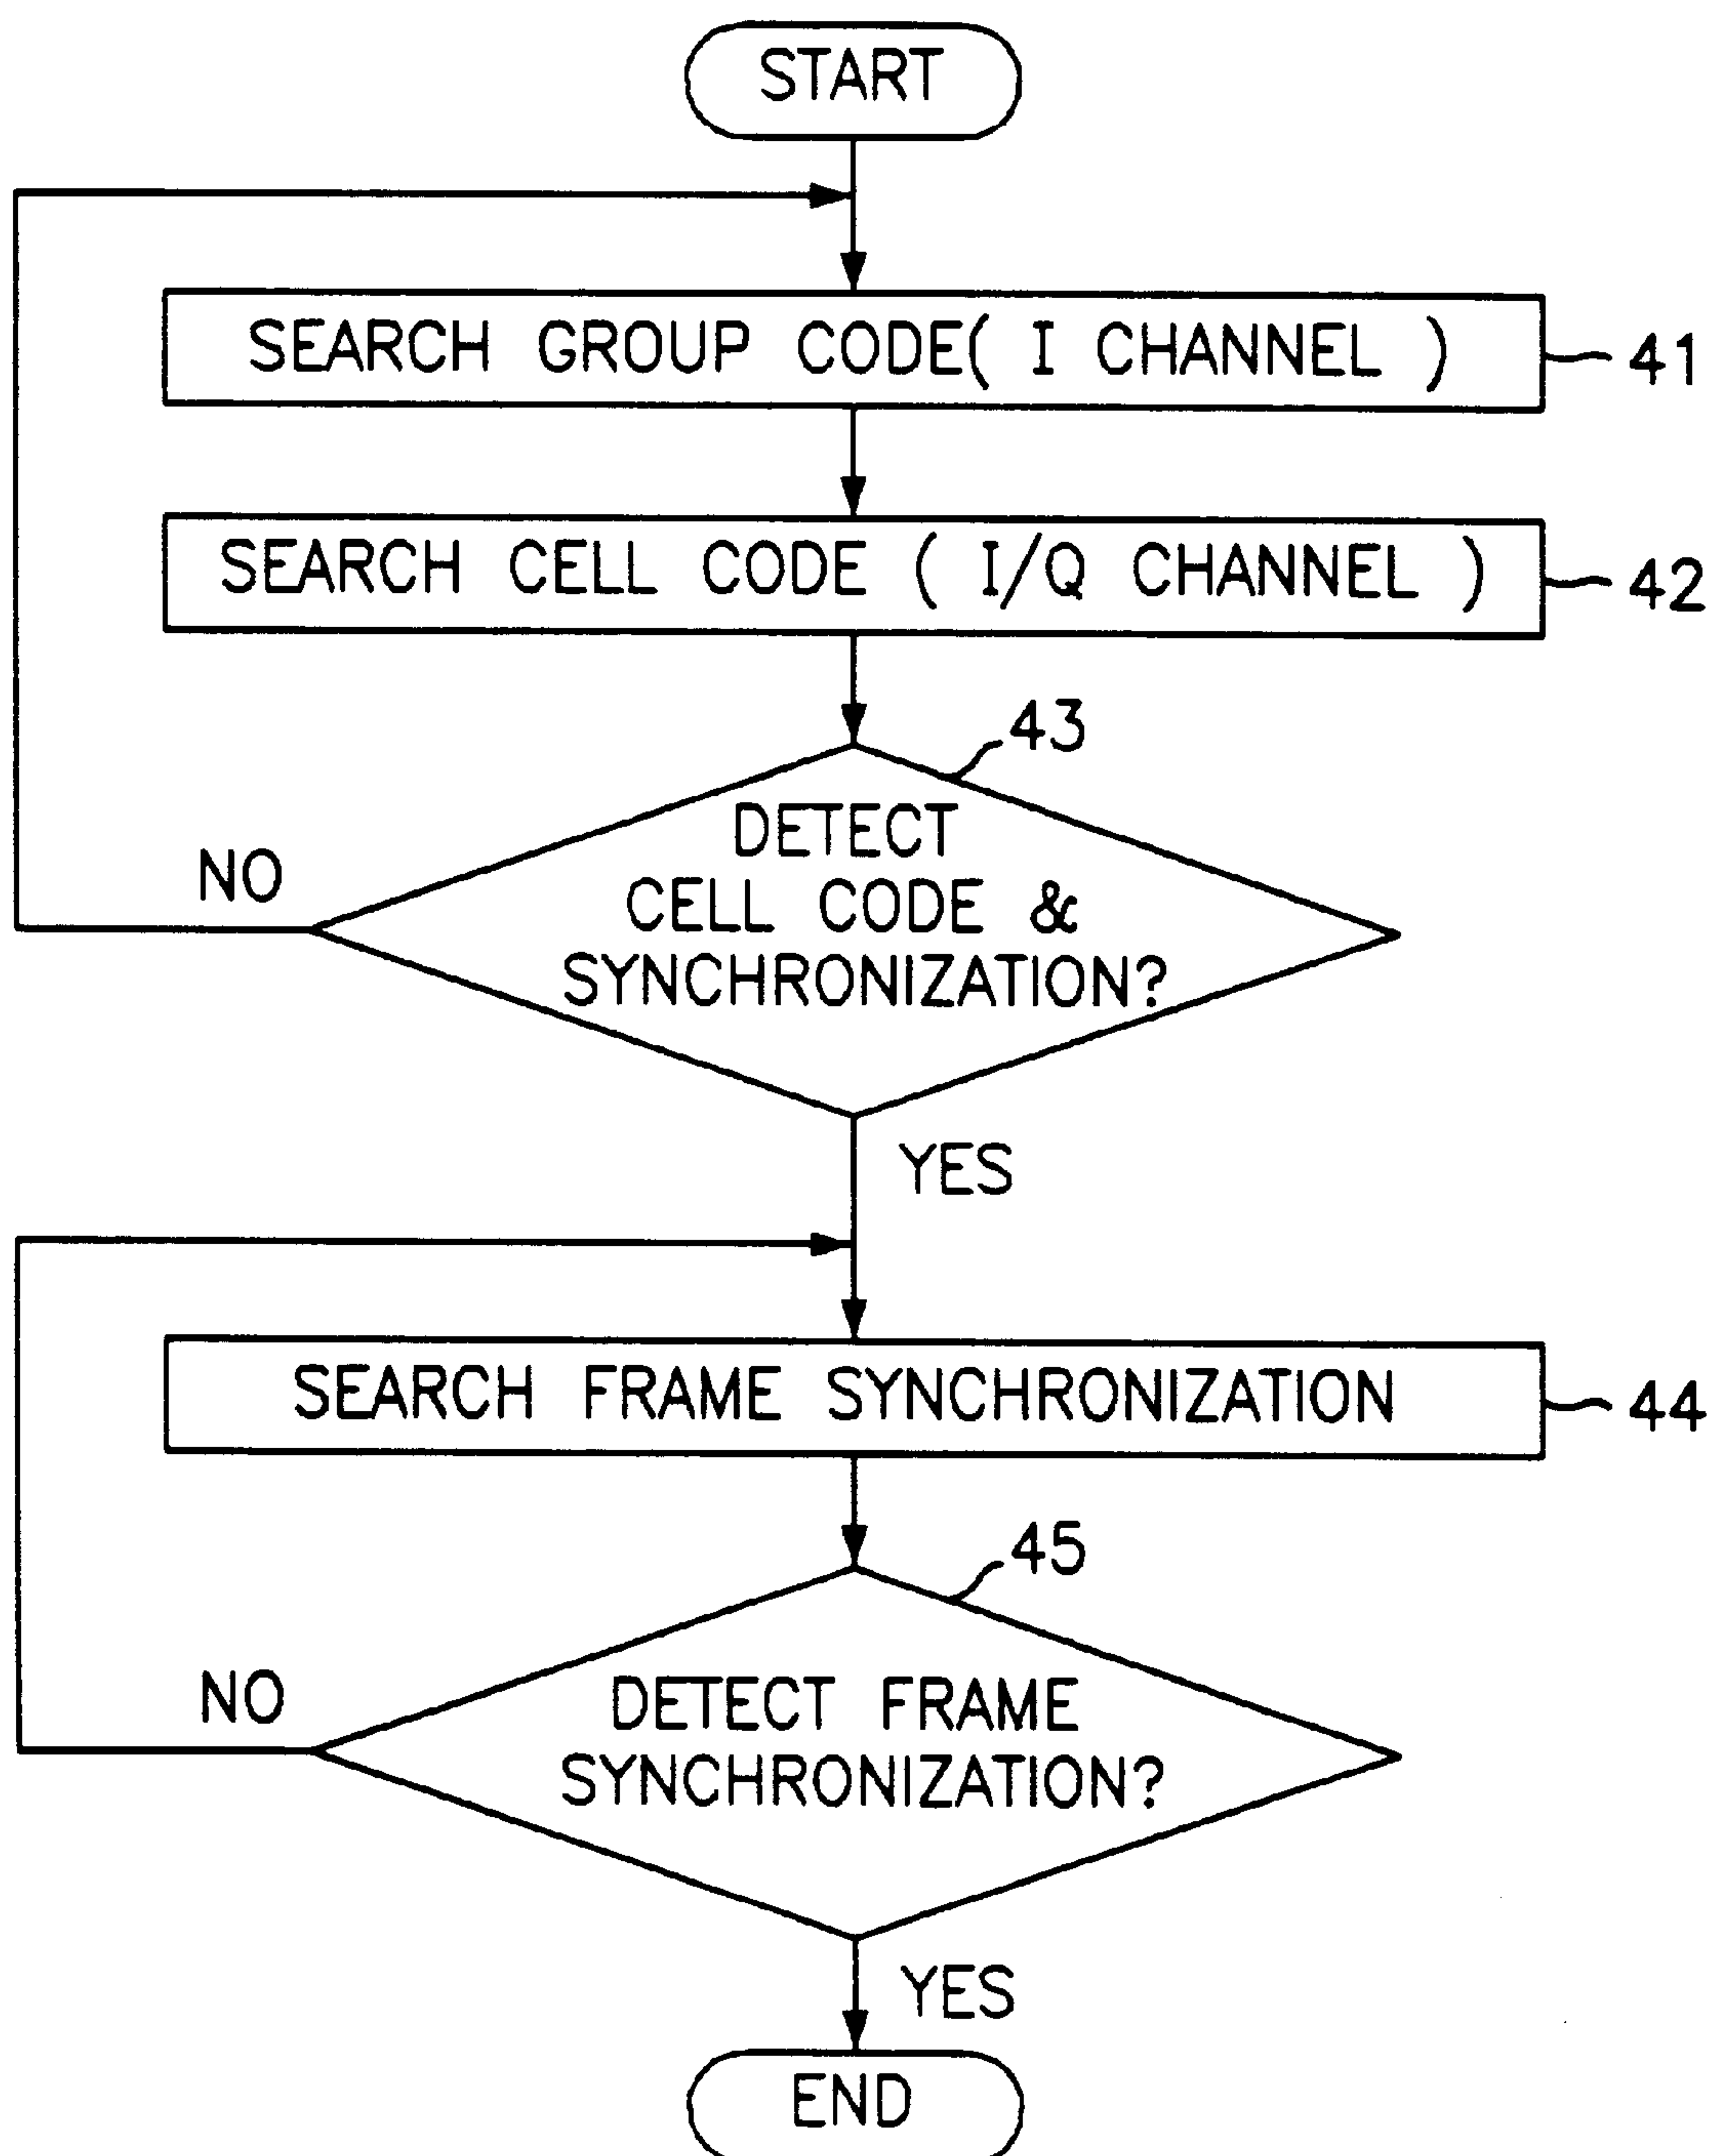 START
SEARCH GROUP CODE( I CHANNEL )
41
SEARCH CELL CODE ( I/Q CHANNEL )
42
43
DETECT
CELL CODE &
SYNCHRONIZATION?
NO
YES
SEARCH FRAME SYNCHRONIZATION
44
45
DETECT FRAME
SYNCHRONIZATION?
NO
YES
END